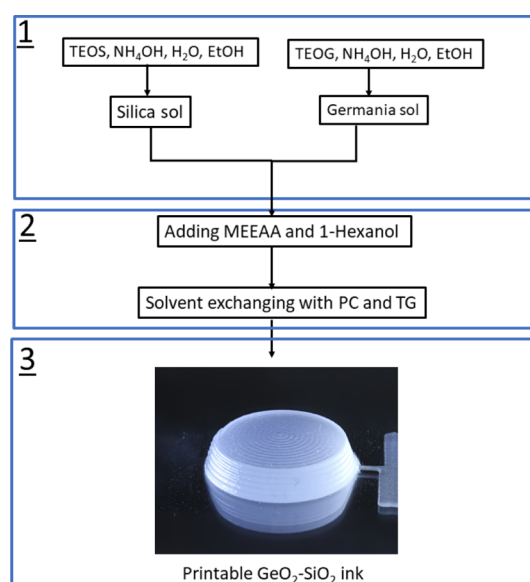 1
TEOS, NH₄OH, H₂O, EtOH
TEOG, NH₄OH, H₂O, EtOH
Silica sol
Germania sol
2
Adding MEEAA and 1-Hexanol
Solvent exchanging with PC and TG
3
Printable GeO₂-SiO₂ ink